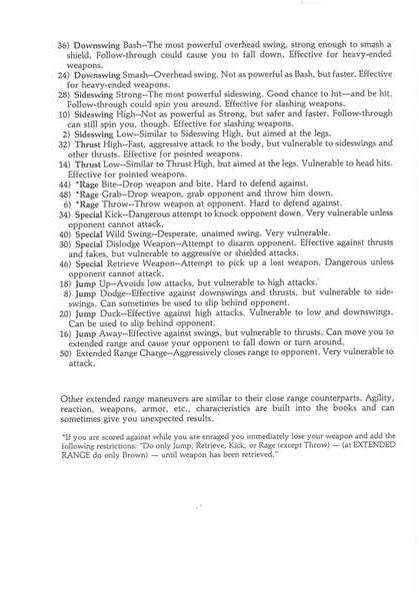 36) Downswing Bash—The most powerful overhead swing, strong enough to smash a
shield. Follow-through could cause you to fall down. Effective for heavy-ended
weapons.
24) Downswing Smash—Overhead swing. Not as powerful as Bash, but faster. Effective
for heavy-ended weapons.
28) Sideswing Strong—The most powerful sideswing. Good chance to hit—and be hit.
Follow-through could spin you around. Effective for slashing weapons.
10) Sideswing High—Not as powerful as Strong, but safer and faster. Follow-through
can still spin you, though. Effective for slashing weapons.
2) Sideswing Low—Similar to Sideswing High, but aimed at the legs.
32) Thrust High—Fast, aggressive attack to the body, but vulnerable to sideswings and
other thrusts. Effective for pointed weapons.
14) Thrust Low—Similar to Thrust High, but aimed at the legs. Vulnerable to head hits.
Effective for pointed weapons.
44) *Rage Bite—Drop weapon and bite. Hard to defend against.
48) *Rage Grab—Drop weapon, grab opponent and throw him down.
6) *Rage Throw—Throw weapon at opponent. Hard to defend against.
34) Special Kick—Dangerous attempt to knock opponent down. Very vulnerable unless
opponent cannot attack.
40) Special Wild Swing—Desperate, unaimed swing. Very vulnerable.
30) Special Dislodge Weapon—Attempt to disarm opponent. Effective against thrusts
and fakes, but vulnerable to aggressive or shielded attacks.
46) Special Retrieve Weapon—Attempt to pick up a lost weapon. Dangerous unless
opponent cannot attack.
18) Jump Up—Avoids low attacks, but vulnerable to high attacks.
8) Jump Dodge—Effective against downswings and thrusts, but vulnerable to side-
swings. Can sometimes be used to slip behind opponent.
20) Jump Duck—Effective against high attacks. Vulnerable to low and downswings.
Can be used to slip behind opponent.
16) Jump Away—Effective against swings, but vulnerable to thrusts. Can move you to
extended range and cause your opponent to fall down or turn around.
50) Extended Range Charge—Aggressively closes range to opponent. Very vulnerable to
attack.
Other extended range maneuvers are similar to their close range counterparts. Agility,
reaction, weapons, armor, etc., characteristics are built into the books and can
sometimes give you unexpected results.
*If you are scored against while you are enraged you immediately lose your weapon and add the
following restrictions: "Do only Jump, Retrieve, Kick, or Rage (except Throw) — (at EXTENDED
RANGE do only Brown) — until weapon has been retrieved."